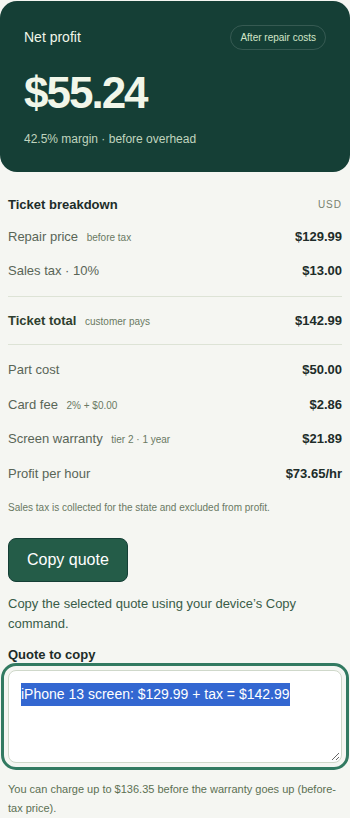 Net profit After repair costs
$55.24
42.5% margin · before overhead
Ticket breakdown USD
Repair price before tax $129.99
Sales tax · 10% $13.00
Ticket total customer pays $142.99
Part cost $50.00
Card fee 2% + $0.00 $2.86
Screen warranty tier 2 · 1 year $21.89
Profit per hour $73.65/hr
Sales tax is collected for the state and excluded from profit.
Copy quote
Copy the selected quote using your device’s Copy
command.
Quote to copy
iPhone 13 screen: $129.99 + tax = $142.99
You can charge up to $136.35 before the warranty goes up (before-
tax price).